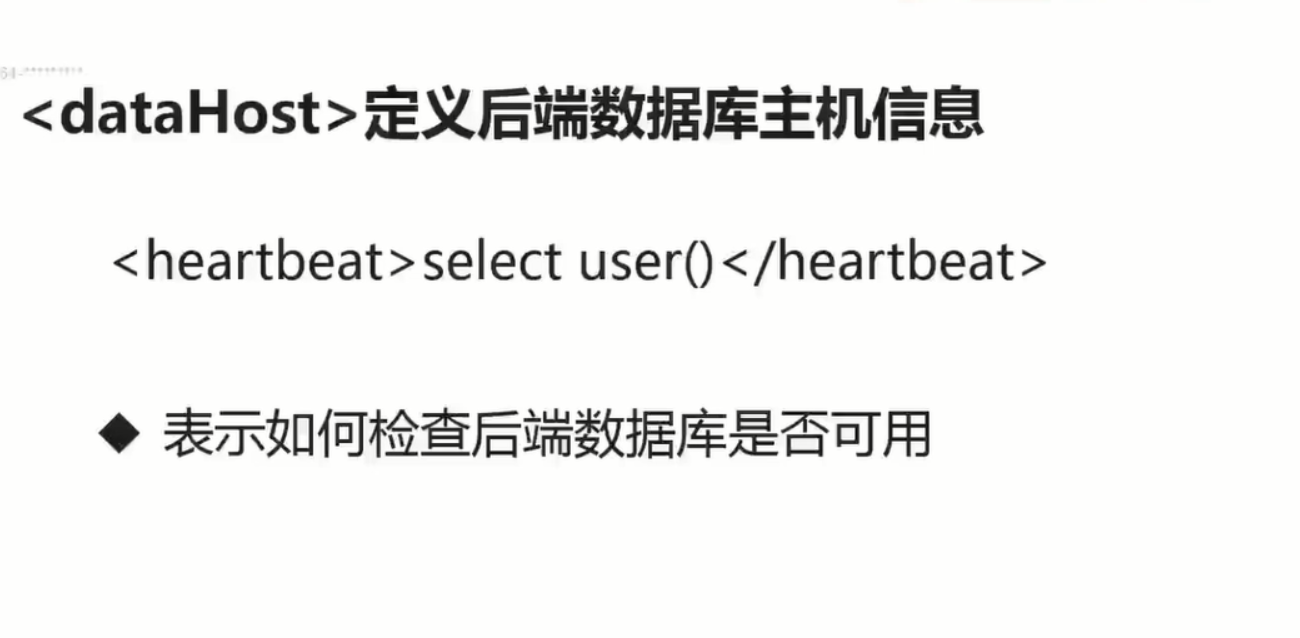 <dataHost>定义后端数据库主机信息
<heartbeat>select user()</heartbeat>
◆ 表示如何检查后端数据库是否可用